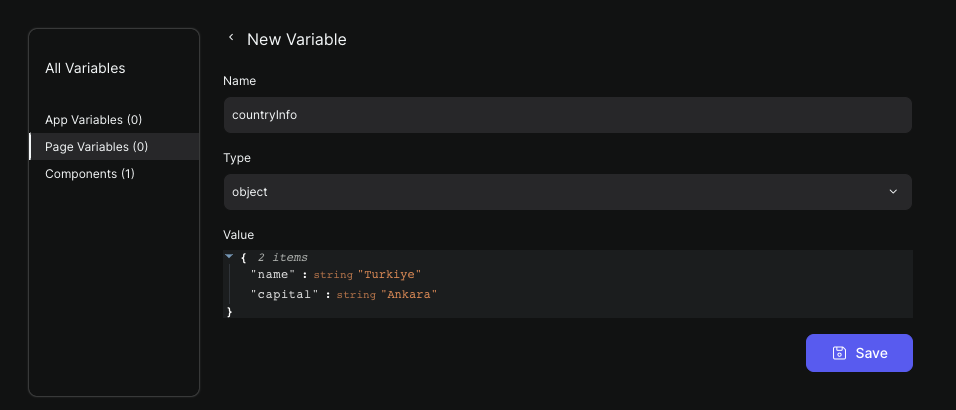 All Variables
App Variables (0)
Page Variables (0)
Components (1)
New Variable
Name
countryInfo
Type
object
Value
{ 2 items
"name" : string "Turkiye"
"capital" : string "Ankara"
}
Save